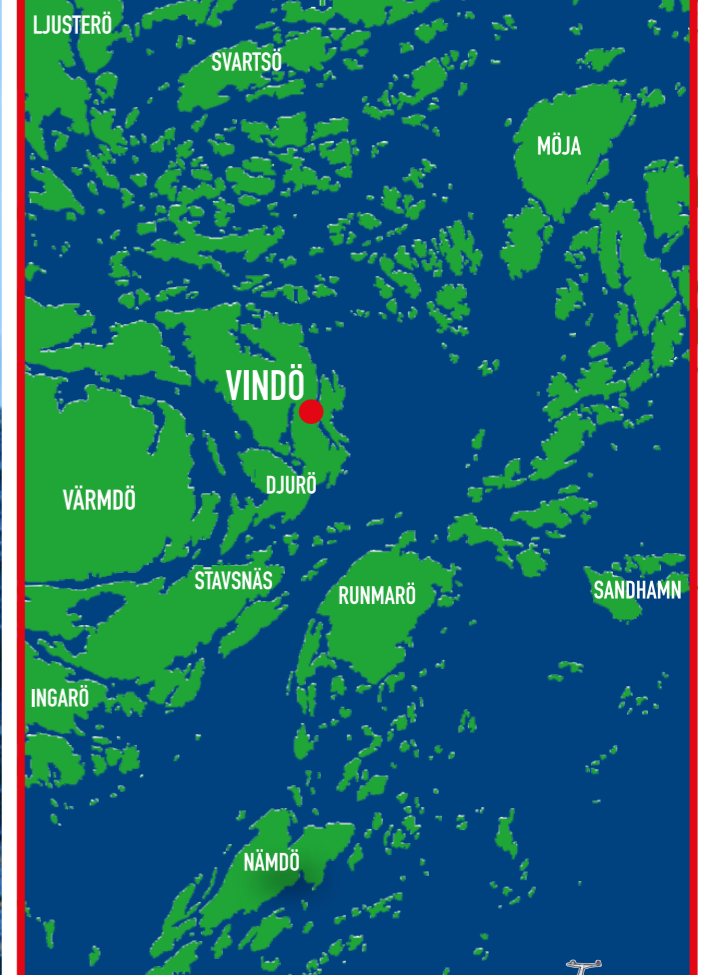 LJUSTERÖ
SVARTSÖ
MÖJA
VINDÖ
DJURÖ
VÄRMDÖ
STAVSNÄS
RUNMARÖ
SANDHAMN
INGARÖ
NÄMDÖ